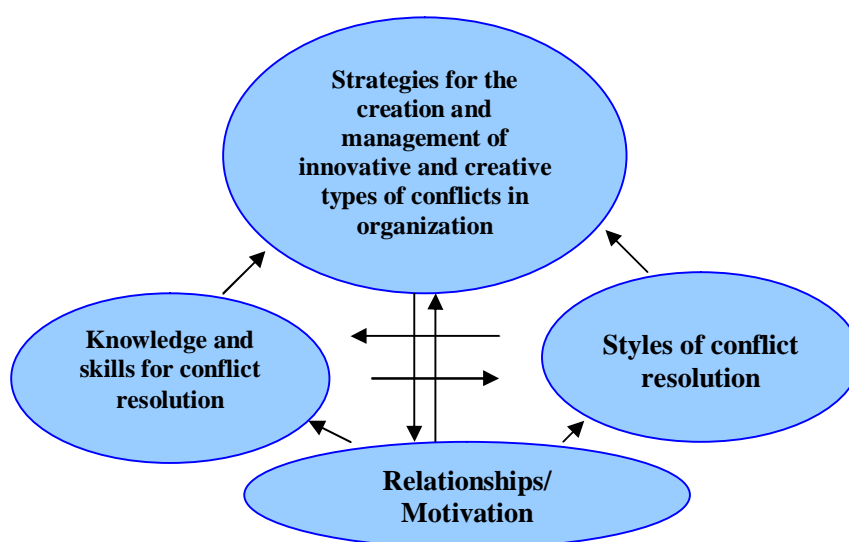 Strategies for the
creation and
management of
innovative and creative
types of conflicts in
organization
Knowledge and
skills for conflict
resolution
Styles of conflict
resolution
Relationships/
Motivation